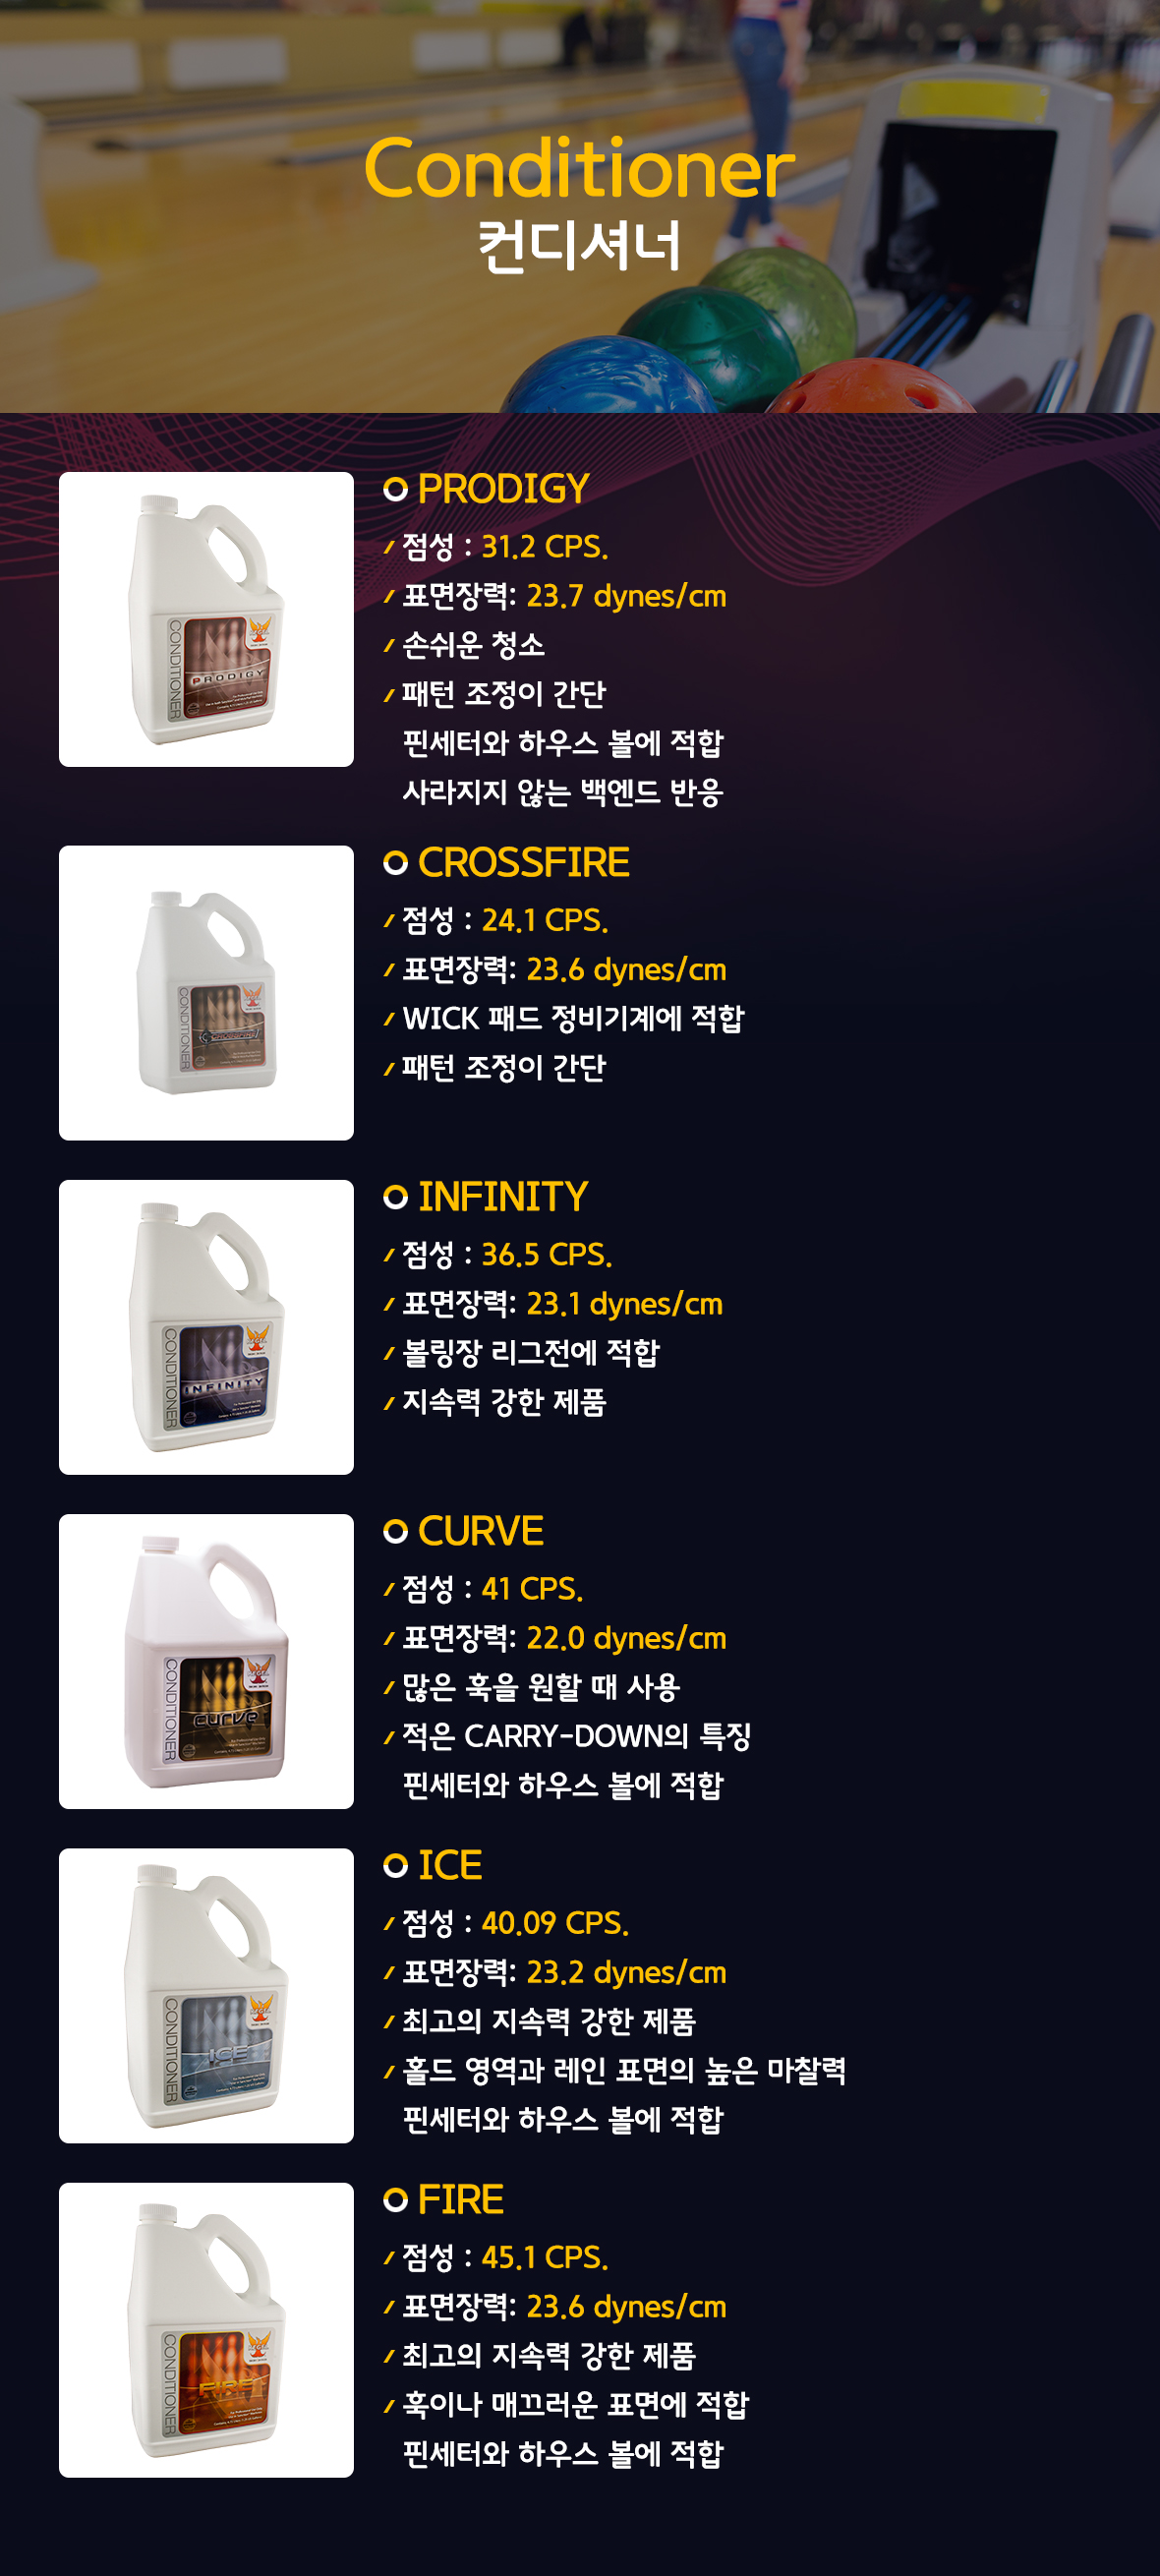 Conditioner
컨디셔너
PRODIGY
점성 : 31.2 CPS.
표면장력: 23.7 dynes/cm
손쉬운 청소
패턴 조정이 간단
핀세터와 하우스 볼에 적합
사라지지 않는 백엔드 반응
CONDITIONER
PRODIGY
CROSSFIRE
점성 : 24.1 CPS.
표면장력: 23.6 dynes/cm
WICK 패드 정비기계에 적합
패턴 조정이 간단
CONDITIONER
CROSSFIRE
INFINITY
점성 : 36.5 CPS.
표면장력: 23.1 dynes/cm
볼링장 리그전에 적합
지속력 강한 제품
CONDITIONER
INFINITY
CURVE
점성 : 41 CPS.
표면장력: 22.0 dynes/cm
많은 훅을 원할 때 사용
적은 CARRY-DOWN의 특징
핀세터와 하우스 볼에 적합
CONDITIONER
CURVE
ICE
점성 : 40.09 CPS.
표면장력: 23.2 dynes/cm
최고의 지속력 강한 제품
홀드 영역과 레인 표면의 높은 마찰력
핀세터와 하우스 볼에 적합
CONDITIONER
ICE
FIRE
점성 : 45.1 CPS.
표면장력: 23.6 dynes/cm
최고의 지속력 강한 제품
훅이나 매끄러운 표면에 적합
핀세터와 하우스 볼에 적합
CONDITIONER
FIRE